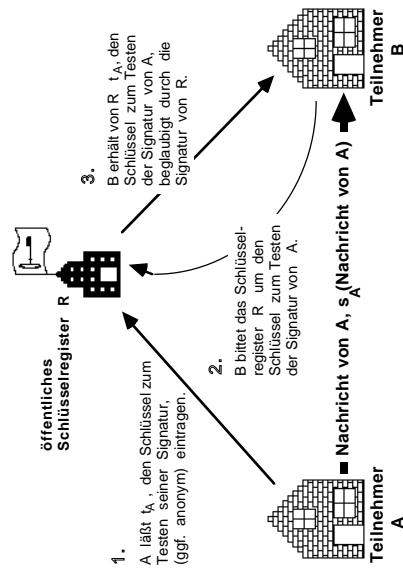 öffentliches
Schlüsselregister R
1.
A läßt t_A, den Schlüssel zum
Testen seiner Signatur,
(ggf. anonym) eintragen.
2.
B bittet das Schlüssel-
register R um den
Schlüssel zum Testen
der Signatur von A.
3.
B erhält von R t_A, den
Schlüssel zum Testen
der Signatur von A,
beglaubigt durch die
Signatur von R.
Nachricht von A, s_A(Nachricht von A)
Teilnehmer
A
Teilnehmer
B